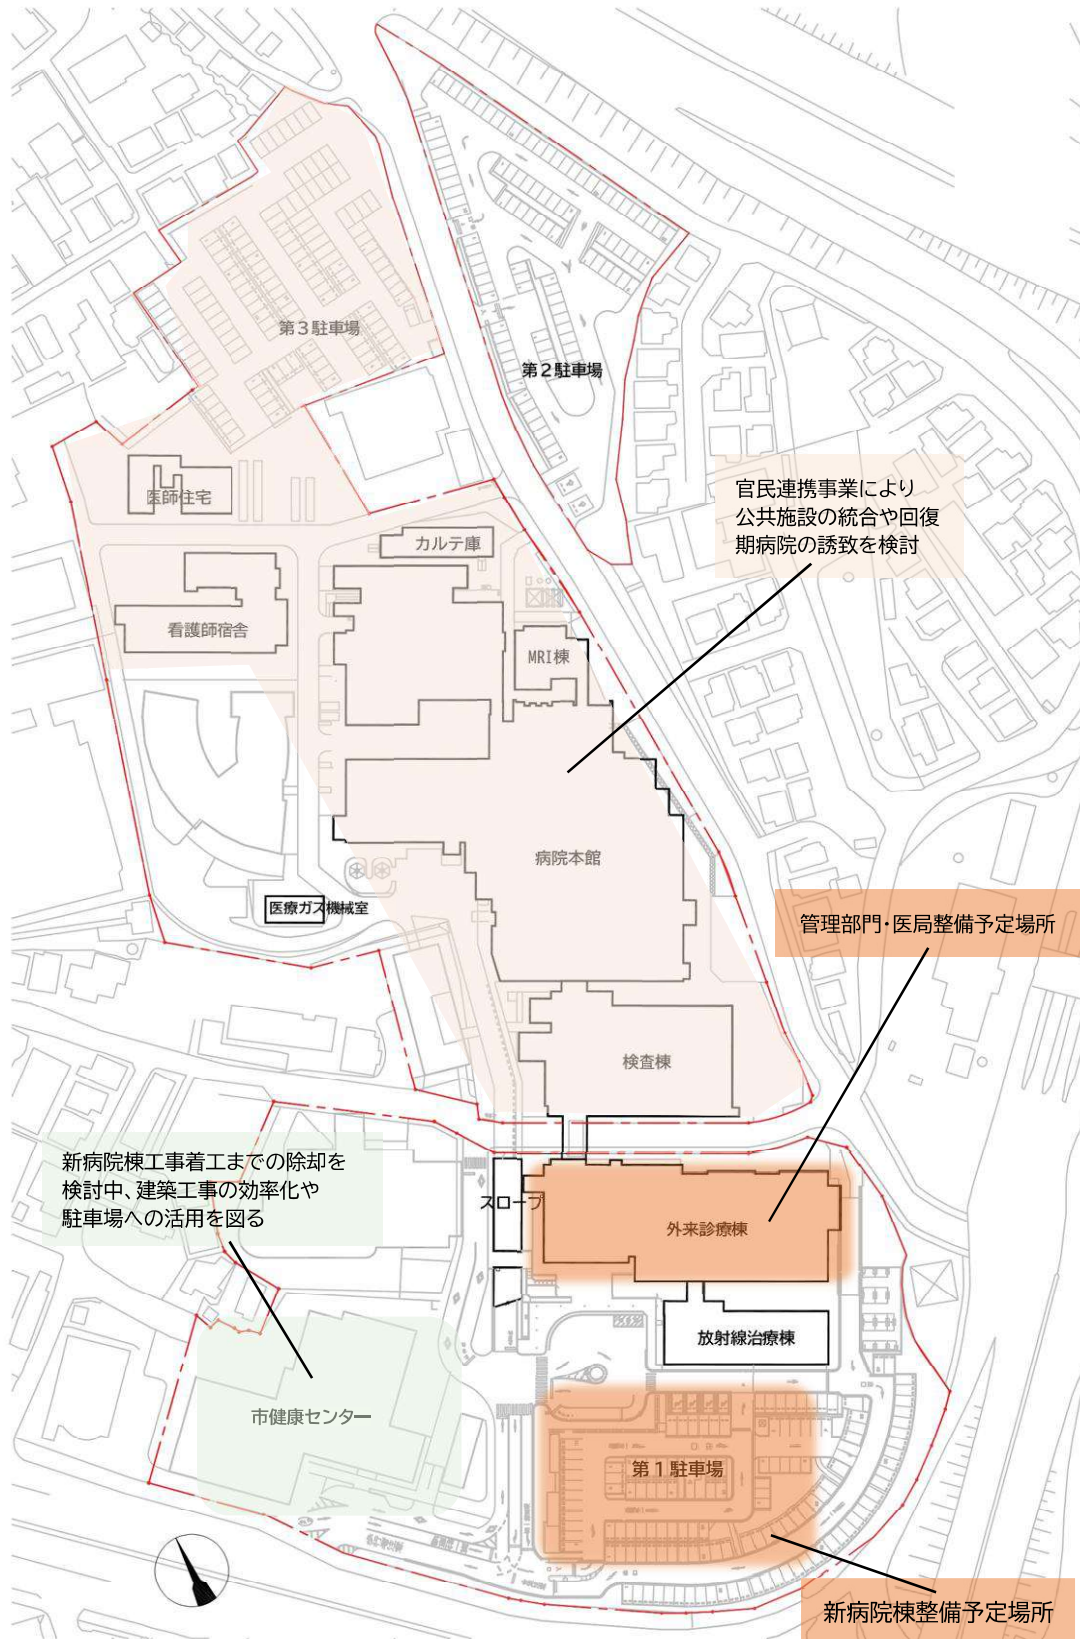 第3駐車場
第2駐車場
医師住宅
官民連携事業により
公共施設の統合や回復
期病院の誘致を検討
カルテ庫
看護師宿舎
MRI棟
病院本館
医療ガス機械室
管理部門・医局整備予定場所
検査棟
新病院棟工事着工までの除却を
検討中、建築工事の効率化や
駐車場への活用を図る
スロープ
外来診療棟
放射線治療棟
市健康センター
第1駐車場
新病院棟整備予定場所